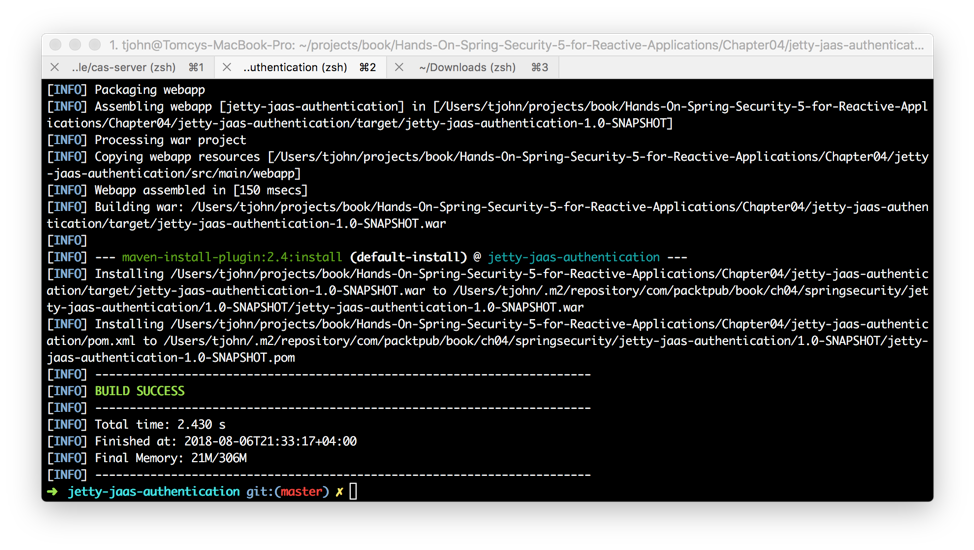 1. tjohn@Tomcys-MacBook-Pro: ~/projects/book/Hands-On-Spring-Security-5-for-Reactive-Applications/Chapter04/jetty-jaas-authenticat...
..le/cas-server (zsh) ⌘1 ..uthentication (zsh) ⌘2 ~/Downloads (zsh) ⌘3
[INFO] Packaging webapp
[INFO] Assembling webapp [jetty-jaas-authentication] in [/Users/tjohn/projects/book/Hands-On-Spring-Security-5-for-Reactive-Appl
ications/Chapter04/jetty-jaas-authentication/target/jetty-jaas-authentication-1.0-SNAPSHOT]
[INFO] Processing war project
[INFO] Copying webapp resources [/Users/tjohn/projects/book/Hands-On-Spring-Security-5-for-Reactive-Applications/Chapter04/jetty
-jaas-authentication/src/main/webapp]
[INFO] Webapp assembled in [150 msecs]
[INFO] Building war: /Users/tjohn/projects/book/Hands-On-Spring-Security-5-for-Reactive-Applications/Chapter04/jetty-jaas-authen
tication/target/jetty-jaas-authentication-1.0-SNAPSHOT.war
[INFO]
[INFO] --- maven-install-plugin:2.4:install (default-install) @ jetty-jaas-authentication ---
[INFO] Installing /Users/tjohn/projects/book/Hands-On-Spring-Security-5-for-Reactive-Applications/Chapter04/jetty-jaas-authentic
ation/target/jetty-jaas-authentication-1.0-SNAPSHOT.war to /Users/tjohn/.m2/repository/com/packtpub/book/ch04/springsecurity/jet
ty-jaas-authentication/1.0-SNAPSHOT/jetty-jaas-authentication-1.0-SNAPSHOT.war
[INFO] Installing /Users/tjohn/projects/book/Hands-On-Spring-Security-5-for-Reactive-Applications/Chapter04/jetty-jaas-authentic
ation/pom.xml to /Users/tjohn/.m2/repository/com/packtpub/book/ch04/springsecurity/jetty-jaas-authentication/1.0-SNAPSHOT/jetty-
jaas-authentication-1.0-SNAPSHOT.pom
[INFO] ------------------------------------------------------------------------
[INFO] BUILD SUCCESS
[INFO] ------------------------------------------------------------------------
[INFO] Total time: 2.430 s
[INFO] Finished at: 2018-08-06T21:33:17+04:00
[INFO] Final Memory: 21M/306M
[INFO] ------------------------------------------------------------------------
➜ jetty-jaas-authentication git:(master) ✗